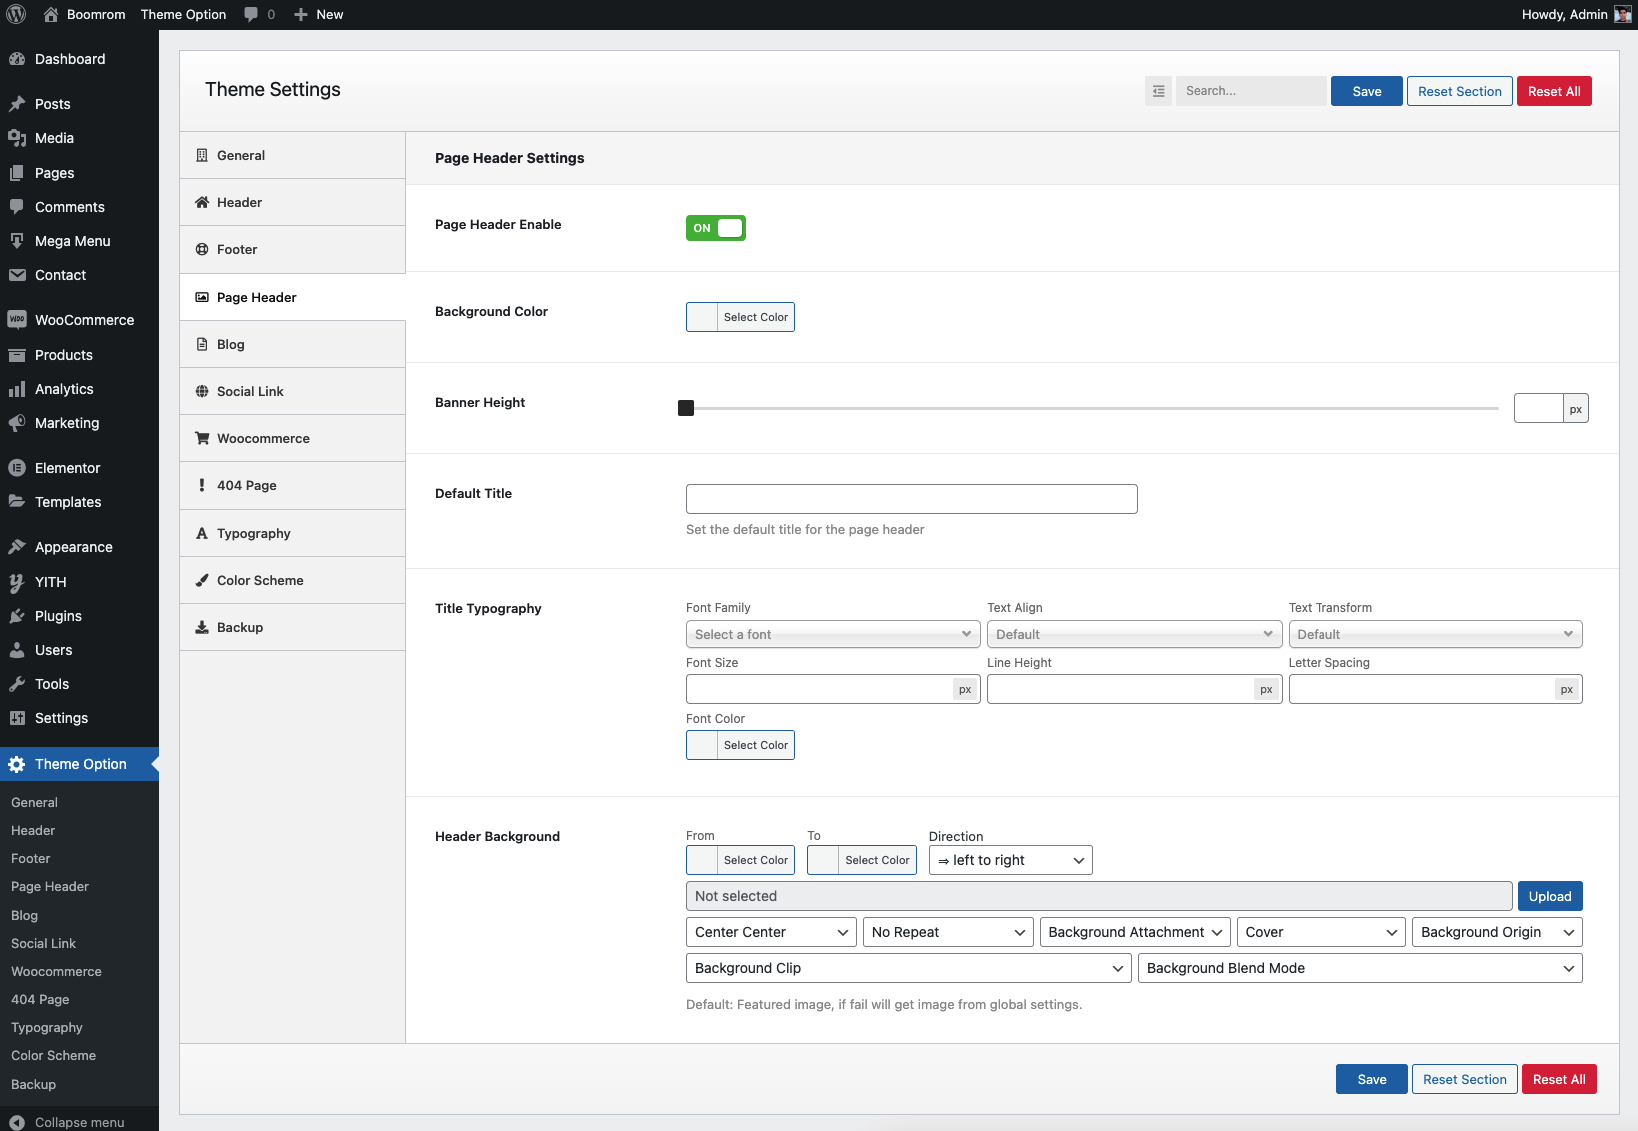 Boomrom Theme Option 0 New Howdy, Admin
Dashboard
Posts
Media
Pages
Comments
Mega Menu
Contact
WooCommerce
Products
Analytics
Marketing
Elementor
Templates
Appearance
YITH
Plugins
Users
Tools
Settings
Theme Option
General
Header
Footer
Page Header
Blog
Social Link
Woocommerce
404 Page
Typography
Color Scheme
Backup
Collapse menu
Theme Settings
Search...
Save
Reset Section
Reset All
General
Header
Footer
Page Header
Blog
Social Link
Woocommerce
404 Page
Typography
Color Scheme
Backup
Page Header Settings
Page Header Enable
ON
Background Color
Select Color
Banner Height
px
Default Title
Set the default title for the page header
Title Typography
Font Family Text Align Text Transform
Select a font Default Default
Font Size Line Height Letter Spacing
px px px
Font Color
Select Color
Header Background
From To Direction
Select Color Select Color ⇒ left to right
Not selected Upload
Center Center No Repeat Background Attachment Cover Background Origin
Background Clip Background Blend Mode
Default: Featured image, if fail will get image from global settings.
Save Reset Section Reset All